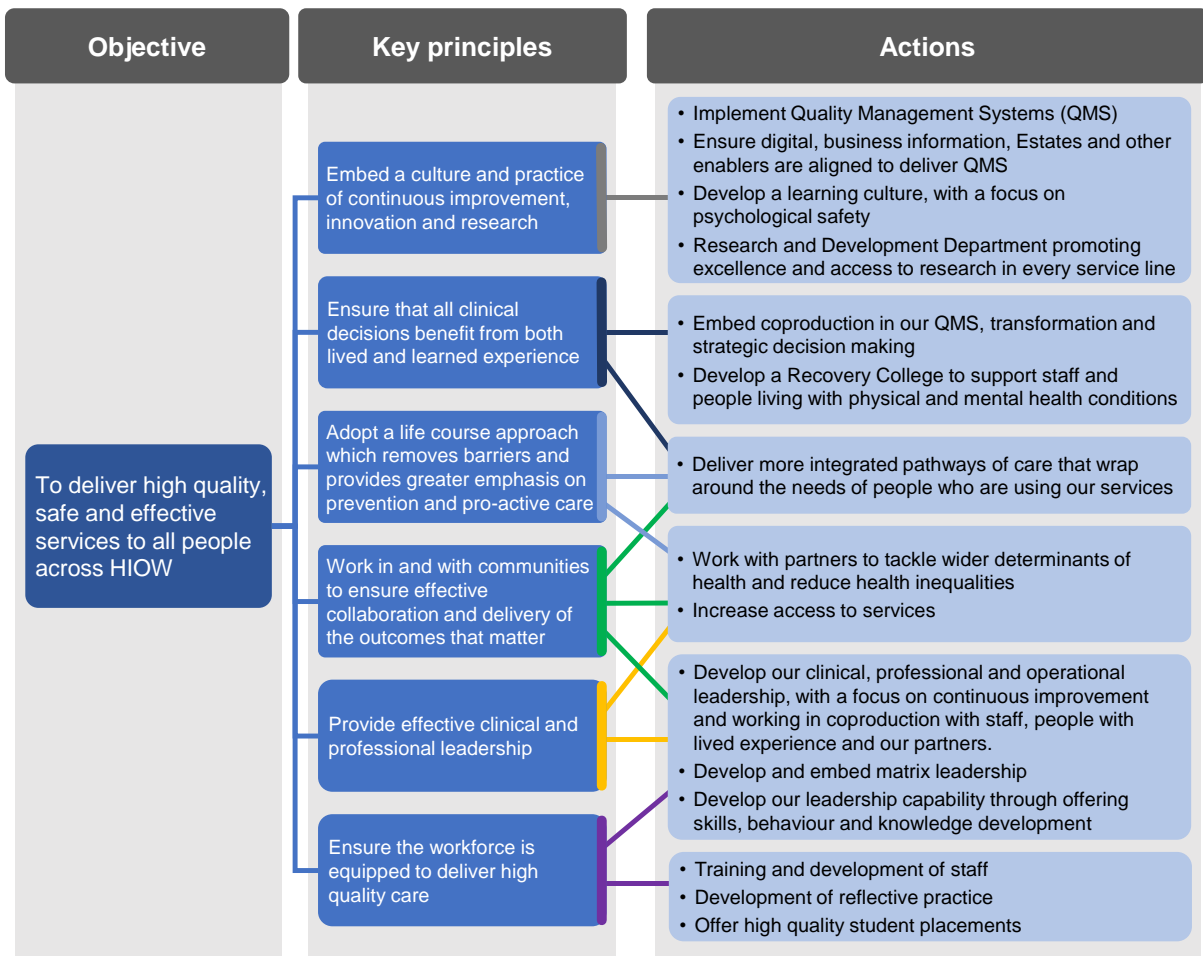 Objective
Key principles
Actions
To deliver high quality,
safe and effective
services to all people
across HIOW
Embed a culture and practice
of continuous improvement,
innovation and research
Ensure that all clinical
decisions benefit from both
lived and learned experience
Adopt a life course approach
which removes barriers and
provides greater emphasis on
prevention and pro-active care
Work in and with communities
to ensure effective
collaboration and delivery of
the outcomes that matter
Provide effective clinical and
professional leadership
Ensure the workforce is
equipped to deliver high
quality care
• Implement Quality Management Systems (QMS)
• Ensure digital, business information, Estates and other
enablers are aligned to deliver QMS
• Develop a learning culture, with a focus on
psychological safety
• Research and Development Department promoting
excellence and access to research in every service line
• Embed coproduction in our QMS, transformation and
strategic decision making
• Develop a Recovery College to support staff and
people living with physical and mental health conditions
• Deliver more integrated pathways of care that wrap
around the needs of people who are using our services
• Work with partners to tackle wider determinants of
health and reduce health inequalities
• Increase access to services
• Develop our clinical, professional and operational
leadership, with a focus on continuous improvement
and working in coproduction with staff, people with
lived experience and our partners.
• Develop and embed matrix leadership
• Develop our leadership capability through offering
skills, behaviour and knowledge development
• Training and development of staff
• Development of reflective practice
• Offer high quality student placements